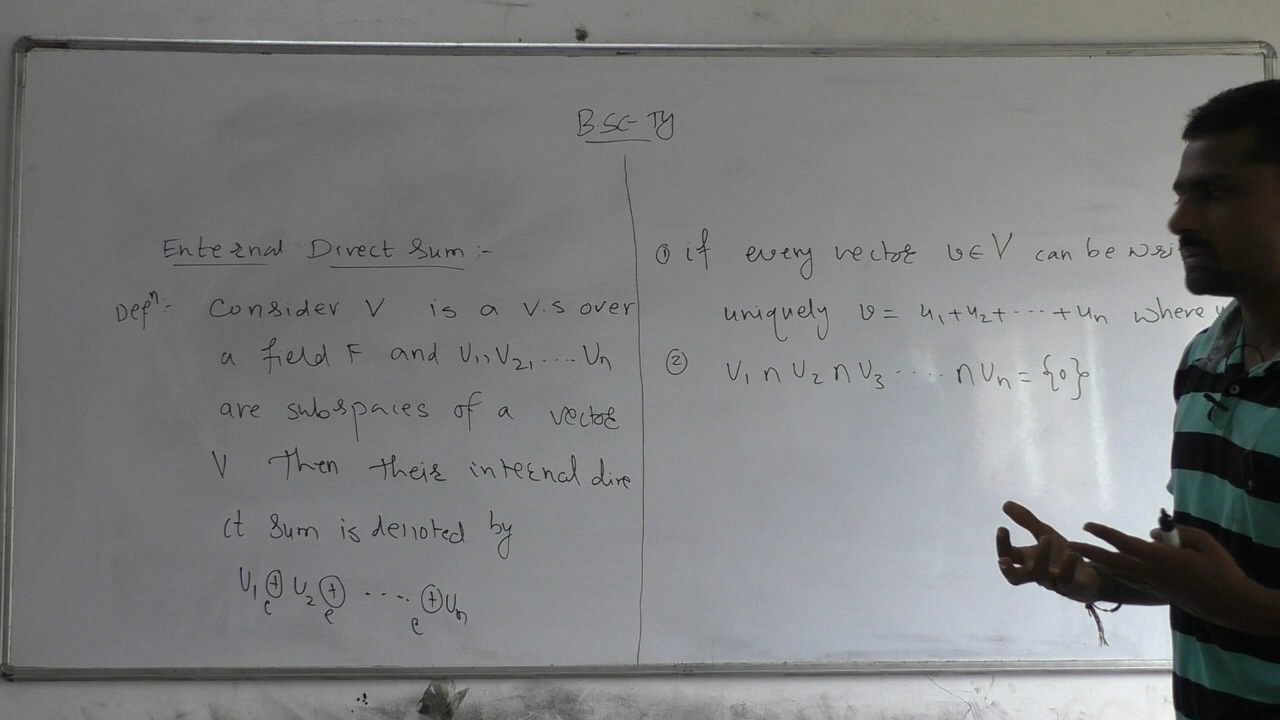 BSC-TY
Enternal Direct Sum:-
Defⁿ:- Consider V is a v.s over
a field F and U₁, U₂, .... Un
are subspaces of a vector
V Then their internal dire
ct Sum is denoted by
U₁ ⊕ U₂ ⊕ .... ⊕ Un
① if every vector v∈V can be wri
uniquely v = u₁+u₂+ ···· +un where
② U₁ ∩ U₂ ∩ U₃ .... ∩ Un = {0}